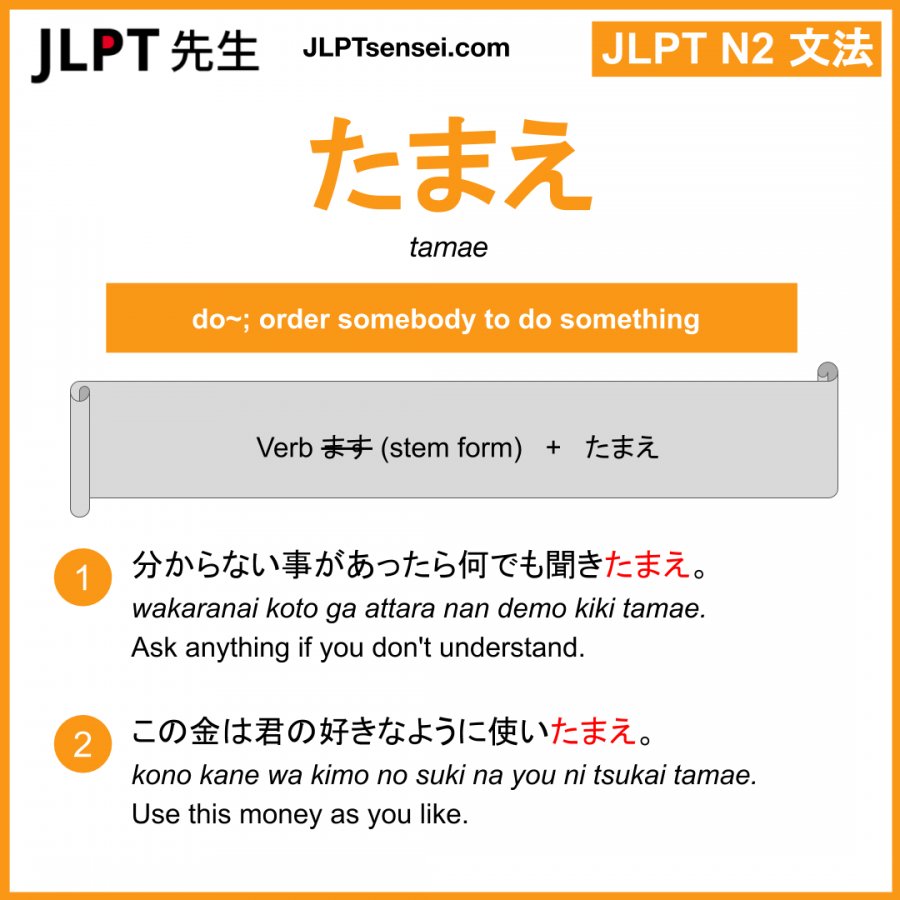 JLPT 先生
JLPTsensei.com
JLPT N2 文法
たまえ
tamae
do~; order somebody to do something
Verb ます (stem form) + たまえ
1
分からない事があったら何でも聞きたまえ。
wakaranai koto ga attara nan demo kiki tamae.
Ask anything if you don't understand.
2
この金は君の好きなように使いたまえ。
kono kane wa kimo no suki na you ni tsukai tamae.
Use this money as you like.